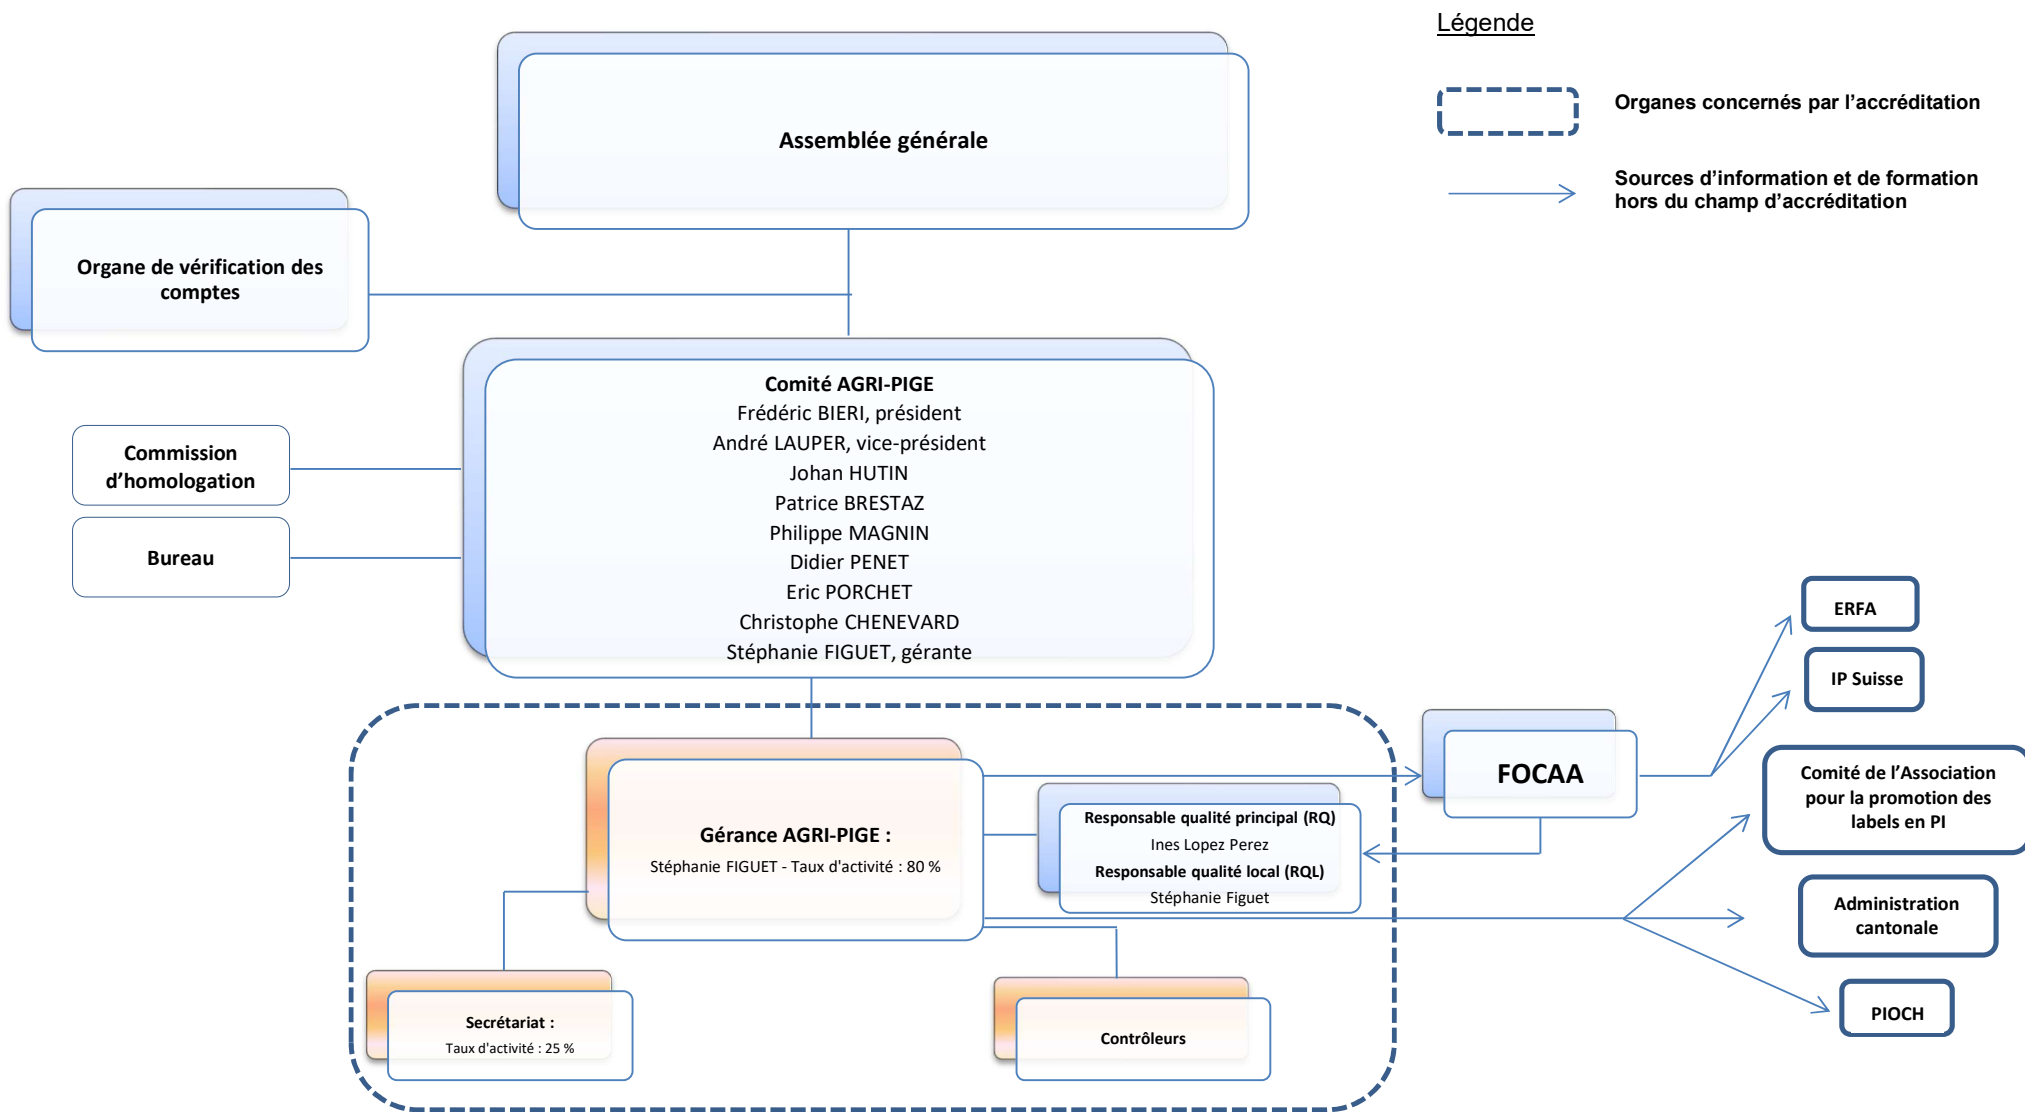 Légende
Organes concernés par l’accréditation
Sources d’information et de formation
hors du champ d’accréditation
Assemblée générale
Organe de vérification des
comptes
Comité AGRI-PIGE
Frédéric BIERI, président
André LAUPER, vice-président
Johan HUTIN
Patrice BRESTAZ
Philippe MAGNIN
Didier PENET
Eric PORCHET
Christophe CHENEVARD
Stéphanie FIGUET, gérante
Commission
d’homologation
Bureau
Gérance AGRI-PIGE :
Stéphanie FIGUET - Taux d'activité : 80 %
Responsable qualité principal (RQ)
Ines Lopez Perez
Responsable qualité local (RQL)
Stéphanie Figuet
Secrétariat :
Taux d'activité : 25 %
Contrôleurs
FOCAA
ERFA
IP Suisse
Comité de l’Association
pour la promotion des
labels en PI
Administration
cantonale
PIOCH